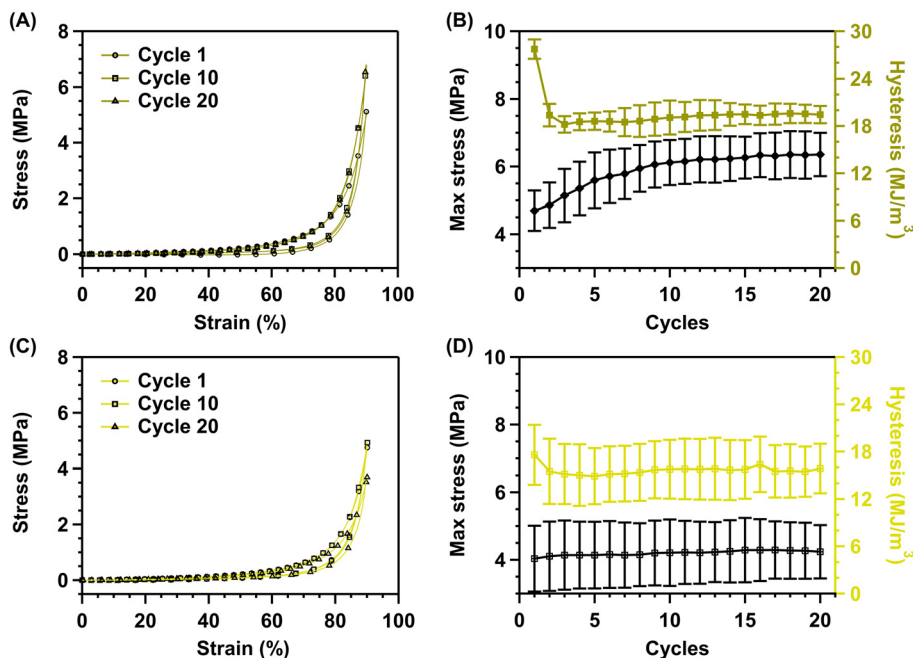 (A)
8
6
4
2
0
Stress (MPa)
Cycle 1
Cycle 10
Cycle 20
0 20 40 60 80 100
Strain (%)
(B)
10
8
6
4
Max stress (MPa)
30
24
18
12
6
0
Hysteresis (MJ/m³)
0 5 10 15 20
Cycles
(C)
8
6
4
2
0
Stress (MPa)
Cycle 1
Cycle 10
Cycle 20
0 20 40 60 80 100
Strain (%)
(D)
10
8
6
4
Max stress (MPa)
30
24
18
12
6
0
Hysteresis (MJ/m³)
0 5 10 15 20
Cycles